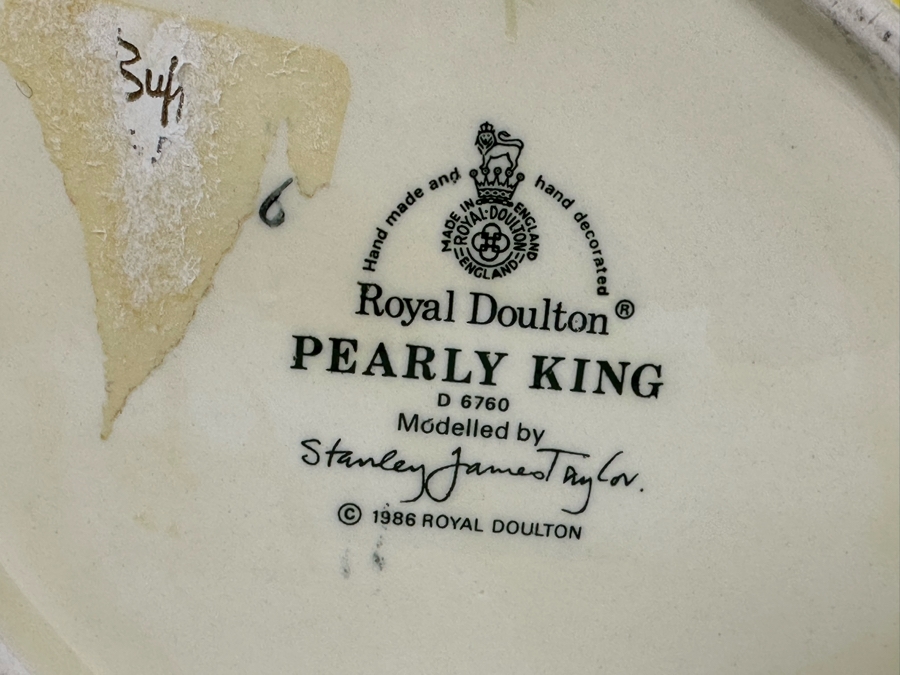 6
Hand made and hand decorated
MADE IN ENGLAND
ROYAL·DOULTON
ENGLAND
Royal Doulton®
PEARLY KING
D 6760
Modelled by
Stanley James Taylor.
© 1986 ROYAL DOULTON